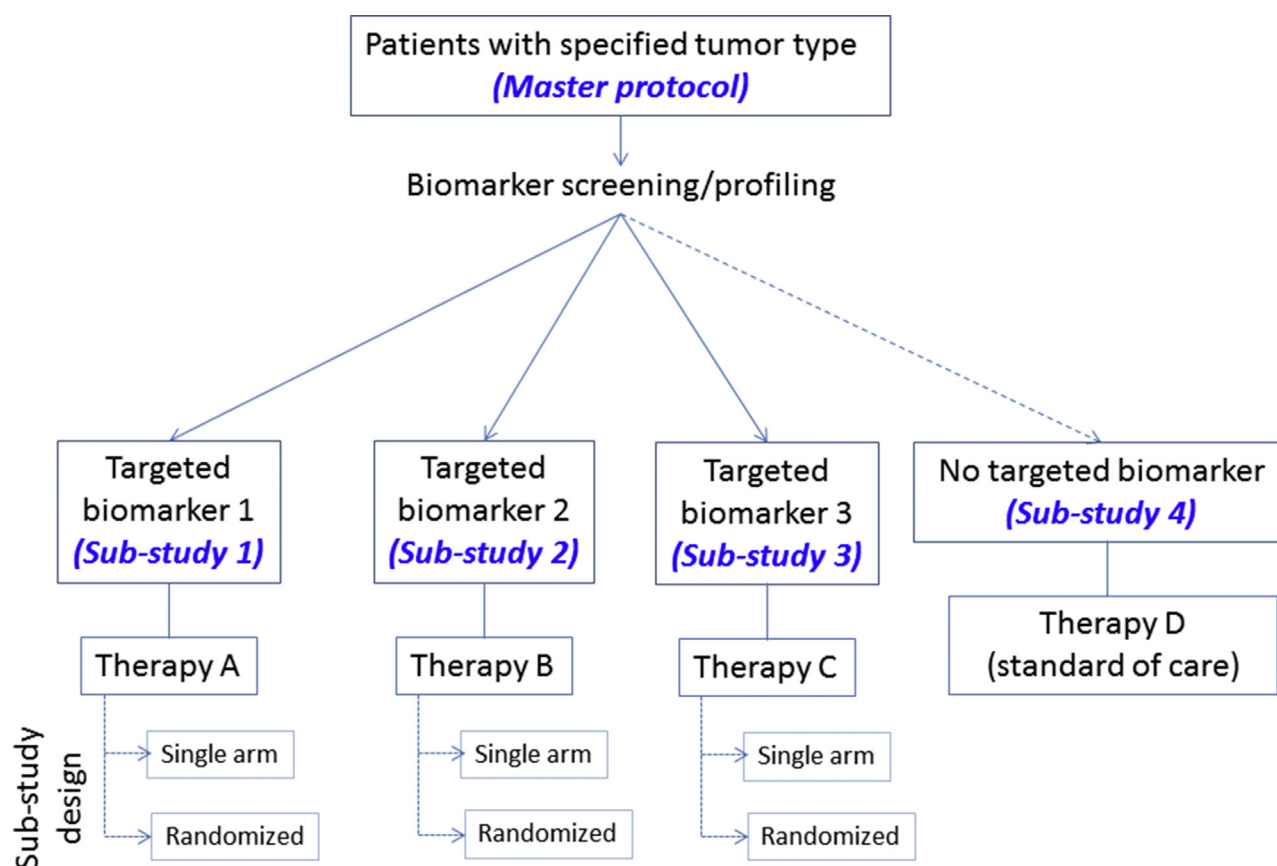 Patients with specified tumor type
(Master protocol)
Biomarker screening/profiling
Targeted
biomarker 1
(Sub-study 1)
Targeted
biomarker 2
(Sub-study 2)
Targeted
biomarker 3
(Sub-study 3)
No targeted biomarker
(Sub-study 4)
Therapy A
Therapy B
Therapy C
Therapy D
(standard of care)
Sub-study
design
Single arm
Single arm
Single arm
Randomized
Randomized
Randomized